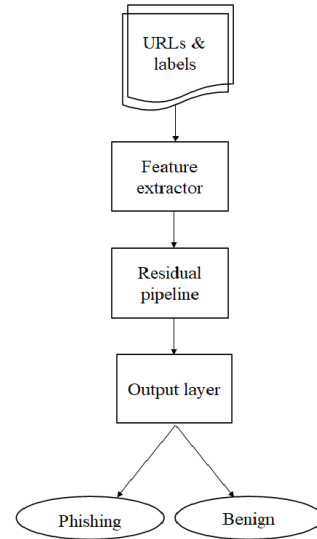 URLs &
labels
Feature
extractor
Residual
pipeline
Output layer
Phishing
Benign